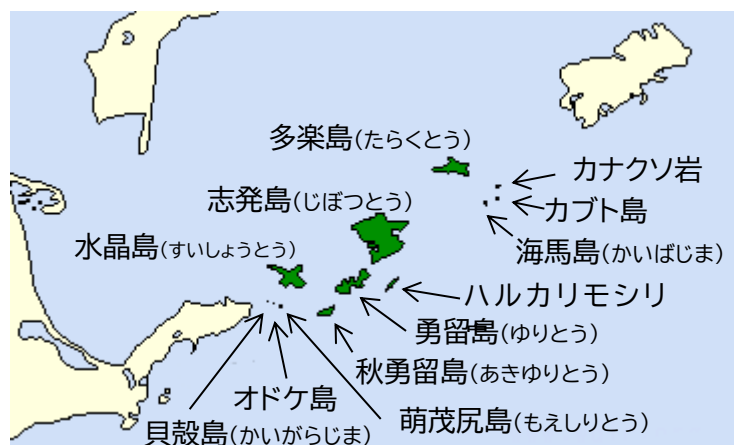 多楽島(たらくとう)
カナクソ岩
志発島(じぼつとう)
カブト島
水晶島(すいしょうとう)
海馬島(かいばじま)
ハルカリモシリ
勇留島(ゆりとう)
秋勇留島(あきゆりとう)
オドケ島
萌茂尻島(もえしりとう)
貝殻島(かいがらじま)